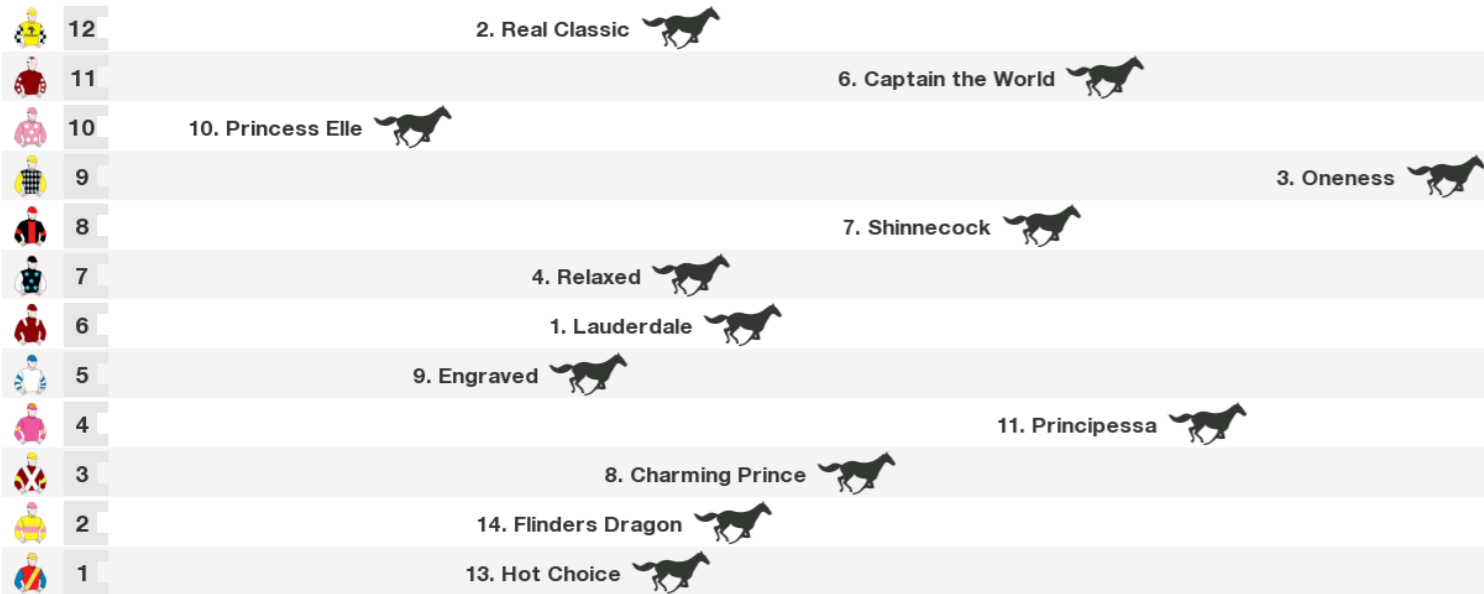 12 2. Real Classic
11 6. Captain the World
10 10. Princess Elle
9 3. Oneness
8 7. Shinnecock
7 4. Relaxed
6 1. Lauderdale
5 9. Engraved
4 11. Principessa
3 8. Charming Prince
2 14. Flinders Dragon
1 13. Hot Choice